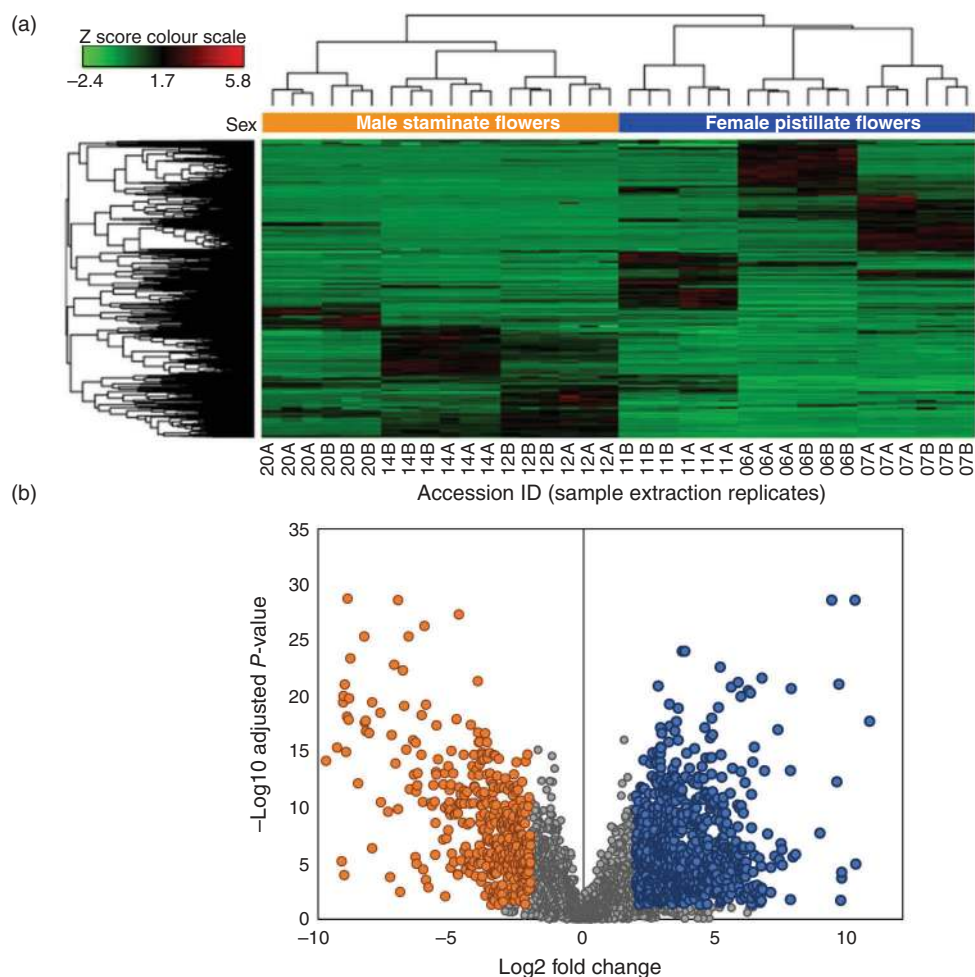 (a)
Z score colour scale
–2.4 1.7 5.8
Sex Male staminate flowers Female pistillate flowers
20A 20A 20A 20B 20B 20B 14B 14B 14B 14A 14A 14A 12B 12B 12B 12A 12A 12A 11B 11B 11B 11A 11A 11A 06A 06A 06A 06B 06B 06B 07A 07A 07A 07B 07B 07B
Accession ID (sample extraction replicates)
(b)
–Log10 adjusted P-value
35
30
25
20
15
10
5
0
–10 –5 0 5 10
Log2 fold change